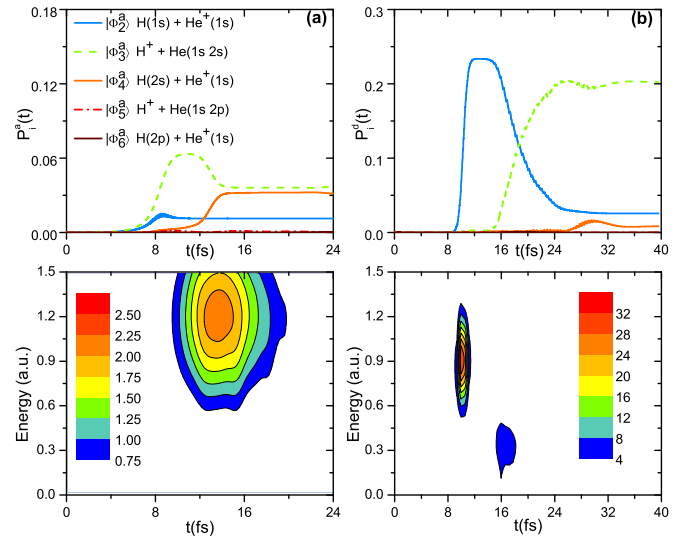 (a)
(b)
|Φ₂ᵃ⟩ H(1s) + He⁺(1s)
|Φ₃ᵃ⟩ H⁺ + He(1s 2s)
|Φ₄ᵃ⟩ H(2s) + He⁺(1s)
|Φ₅ᵃ⟩ H⁺ + He(1s 2p)
|Φ₆ᵃ⟩ H(2p) + He⁺(1s)
Pᵢᵃ(t)
0.18
0.12
0.06
0.00
0 8 16 24
t(fs)
Pᵢᵈ(t)
0.3
0.2
0.1
0.0
0 8 16 24 32 40
t(fs)
Energy (a.u.)
1.5
1.2
0.9
0.6
0.3
0.0
2.50
2.25
2.00
1.75
1.50
1.25
1.00
0.75
0 8 16 24
t(fs)
Energy (a.u.)
1.5
1.2
0.9
0.6
0.3
0.0
32
28
24
20
16
12
8
4
0 8 16 24 32 40
t(fs)